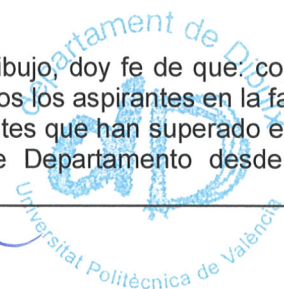 Departament de Dibuix
ibujo, doy fe de que: co
os los aspirantes en la fa
tes que han superado e
e Departamento desde
Universitat Politècnica de València